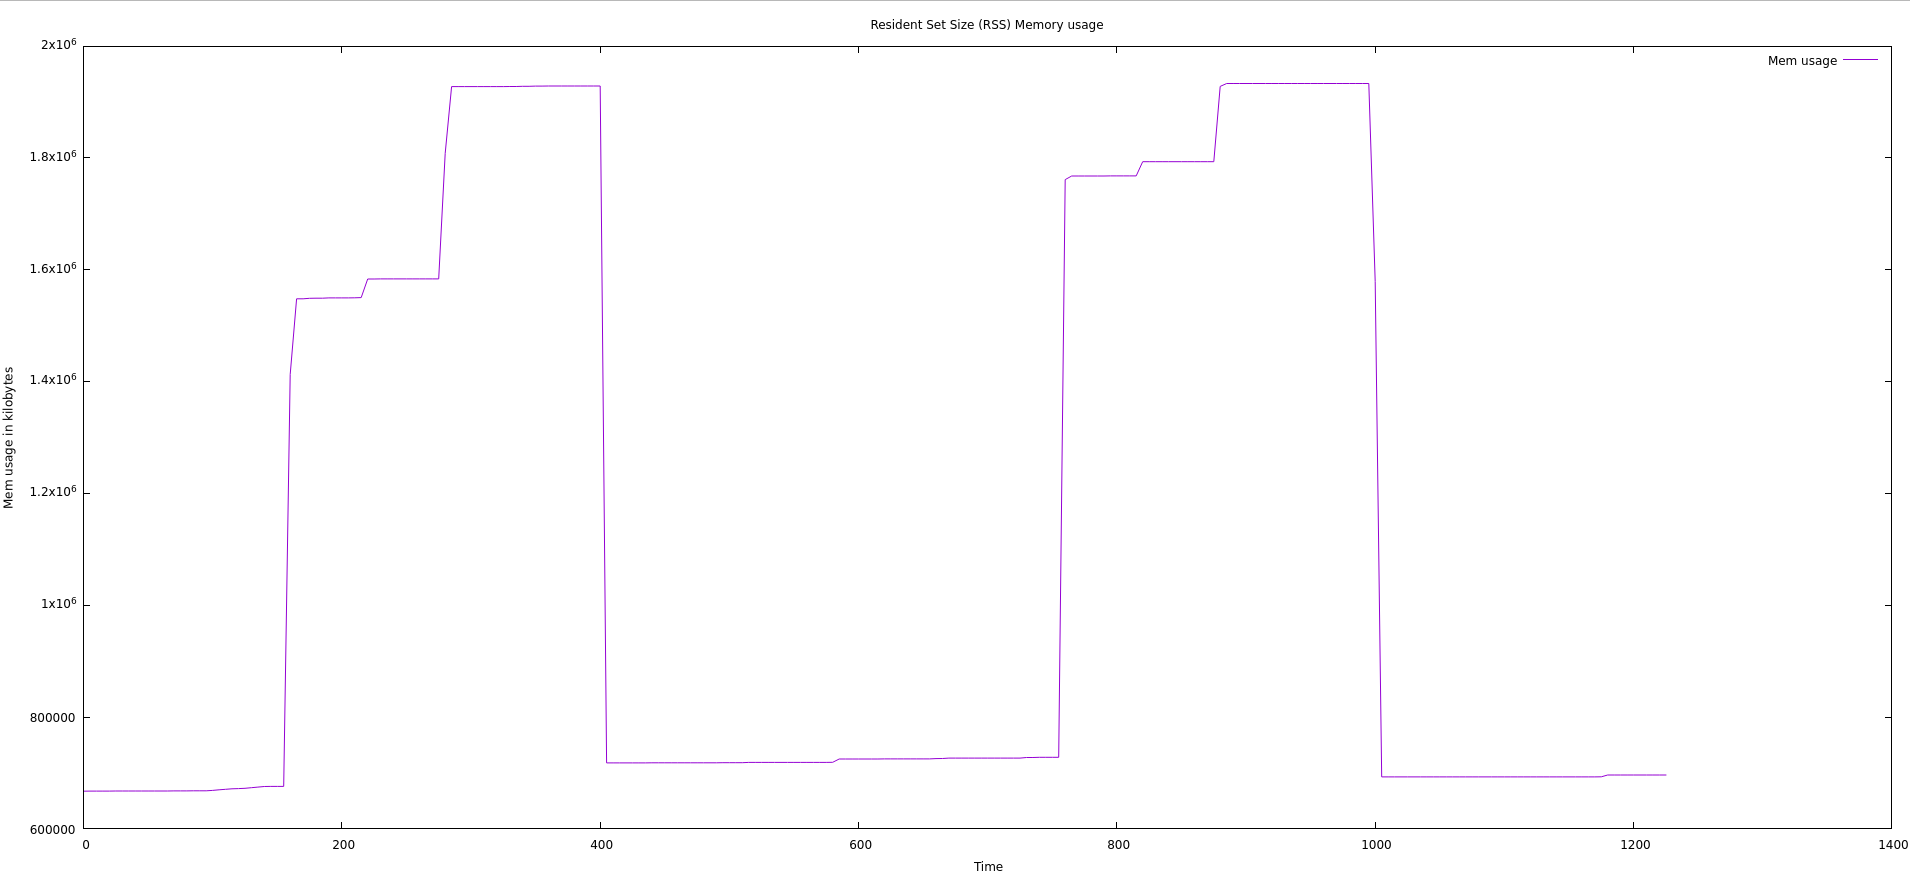 Resident Set Size (RSS) Memory usage
Mem usage
2x10⁶
1.8x10⁶
1.6x10⁶
1.4x10⁶
1.2x10⁶
1x10⁶
800000
600000
Mem usage in kilobytes
0 200 400 600 800 1000 1200 1400
Time